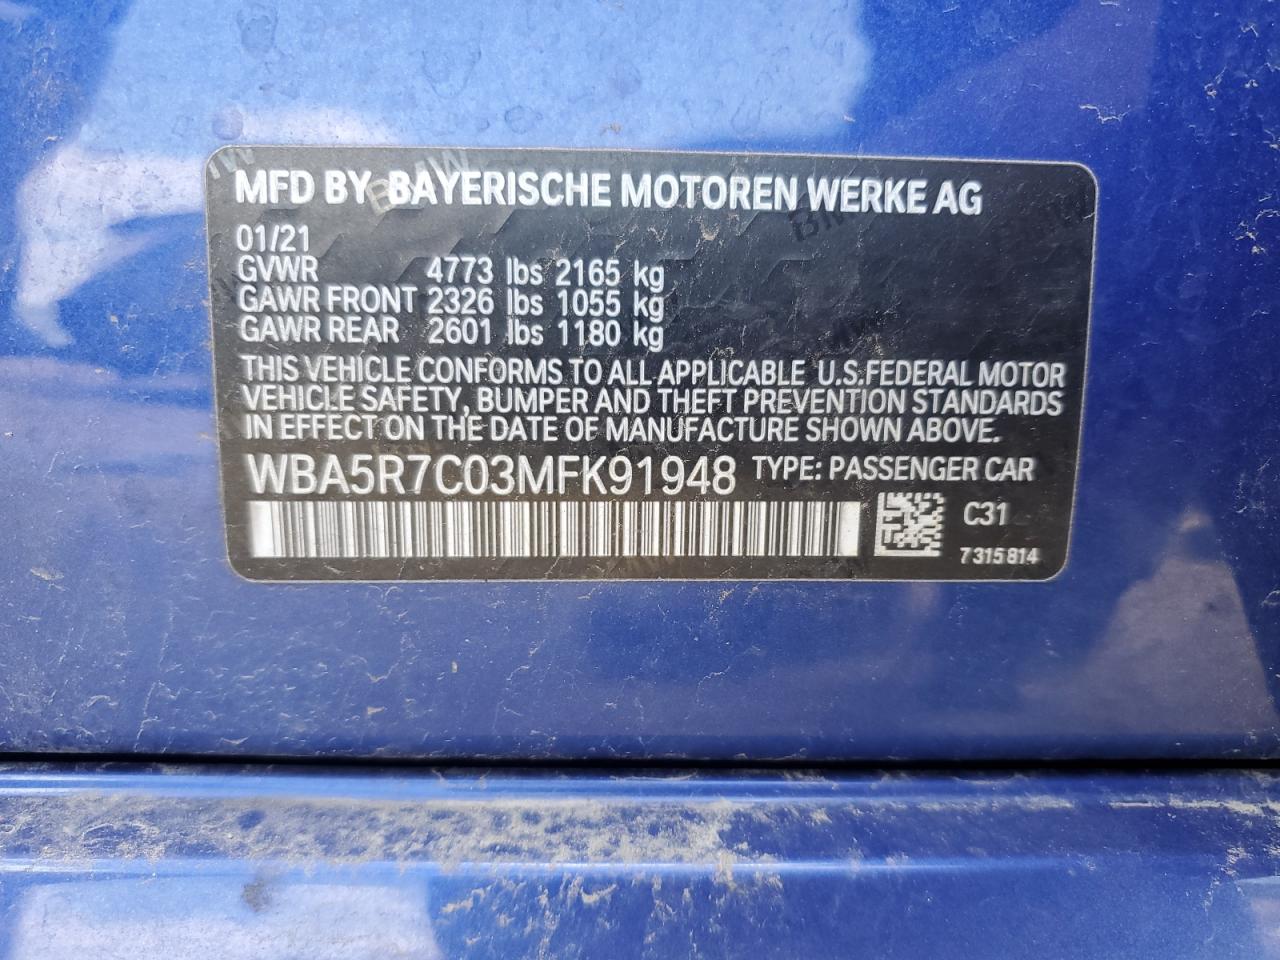 MFD BY BAYERISCHE MOTOREN WERKE AG
01/21
GVWR 4773 lbs 2165 kg
GAWR FRONT 2326 lbs 1055 kg
GAWR REAR 2601 lbs 1180 kg
THIS VEHICLE CONFORMS TO ALL APPLICABLE U.S.FEDERAL MOTOR
VEHICLE SAFETY, BUMPER AND THEFT PREVENTION STANDARDS
IN EFFECT ON THE DATE OF MANUFACTURE SHOWN ABOVE.
WBA5R7C03MFK91948 TYPE: PASSENGER CAR
C31
7315814